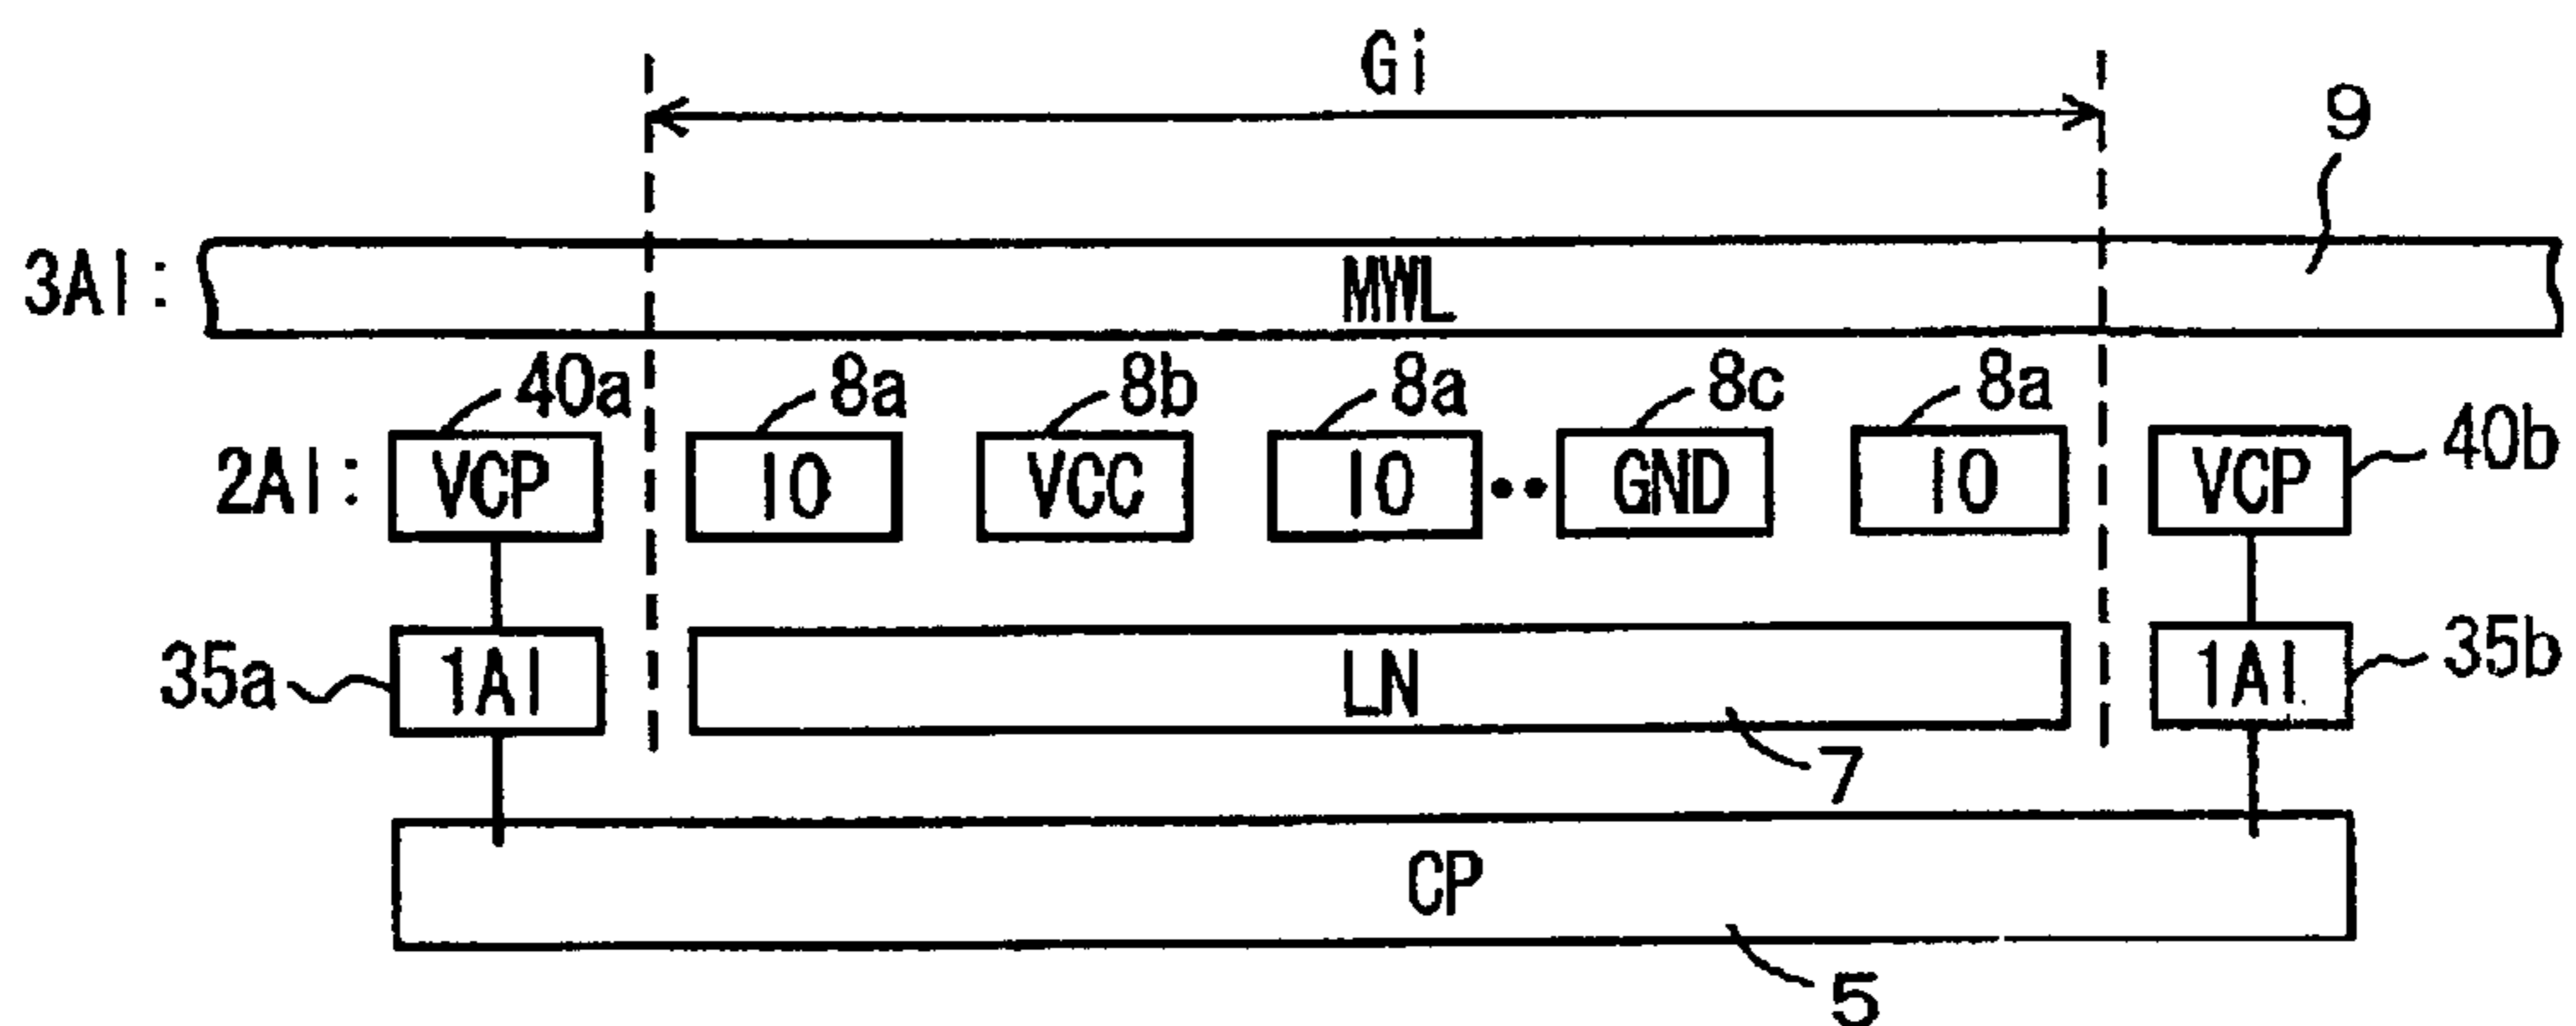 Gi
9
3Al:
MWL
40a 8a 8b 8a 8c 8a
2Al: VCP IO VCC IO •• GND IO VCP 40b
35a 1Al LN 1Al 35b
7
CP
5